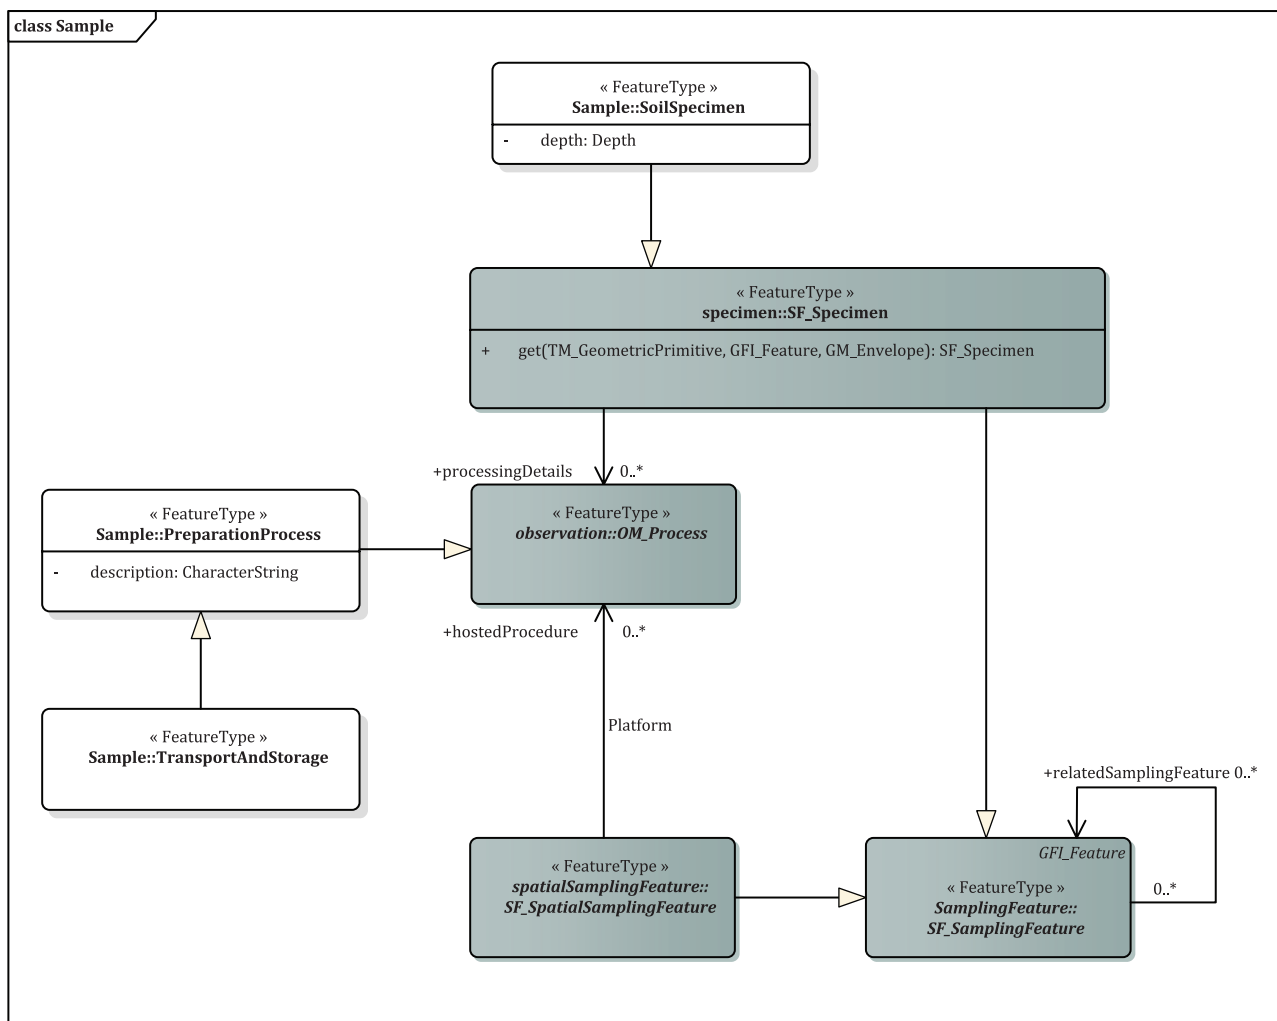 class Sample
« FeatureType »
Sample::SoilSpecimen
- depth: Depth
« FeatureType »
specimen::SF_Specimen
+ get(TM_GeometricPrimitive, GFI_Feature, GM_Envelope): SF_Specimen
+processingDetails 0..*
« FeatureType »
Sample::PreparationProcess
- description: CharacterString
« FeatureType »
observation::OM_Process
+hostedProcedure 0..*
« FeatureType »
Sample::TransportAndStorage
Platform
+relatedSamplingFeature 0..*
« FeatureType »
spatialSamplingFeature::
SF_SpatialSamplingFeature
GFI_Feature
« FeatureType »
SamplingFeature::
SF_SamplingFeature
0..*